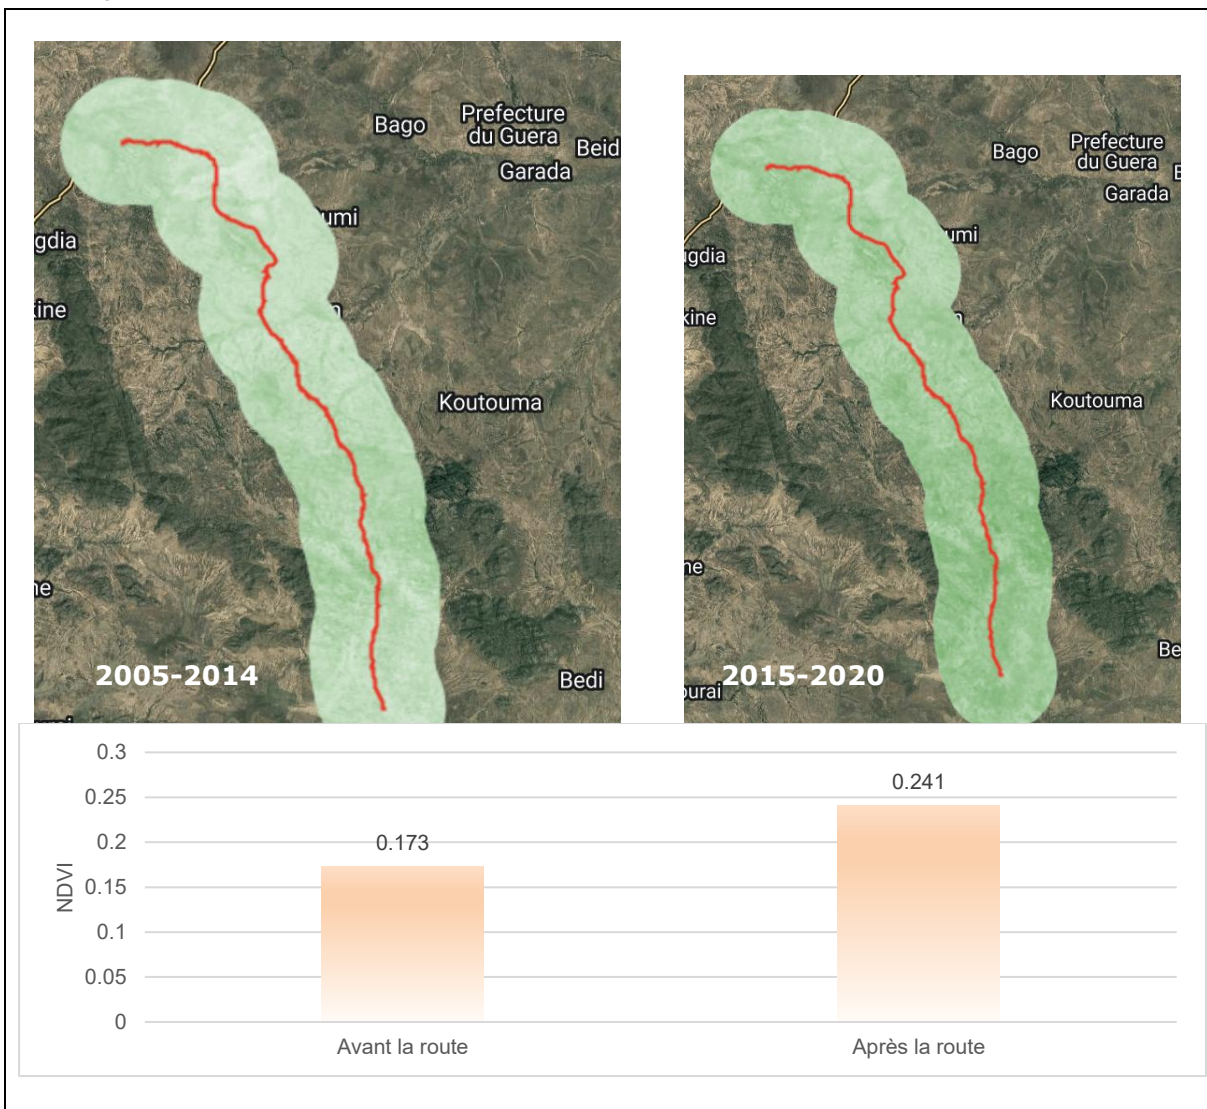 Bago
Prefecture
du Guera
Beid
Garada
umi
gdia
kine
n
Koutouma
ne
2005-2014
Bedi
Bago
Prefecture
du Guera
Garada
umi
ugdia
kine
n
Koutouma
ne
2015-2020
Be
ourai
0.3
0.25
0.2
0.15
0.1
0.05
0
NDVI
0.173
0.241
Avant la route
Après la route